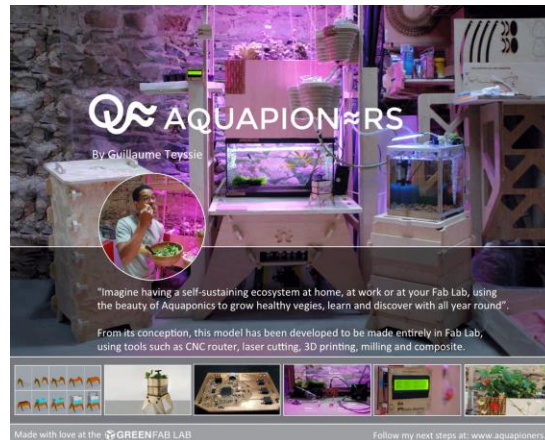 AQUAPION≈RS
By Guillaume Teyssie
"Imagine having a self-sustaining ecosystem at home, at work or at your Fab Lab, using
the beauty of Aquaponics to grow healthy vegies, learn and discover with all year round".
From its conception, this model has been developed to be made entirely in Fab Lab,
using tools such as CNC router, laser cutting, 3D printing, milling and composite.
Made with love at the GREENFAB LAB
Follow my next steps at: www.aquapioners